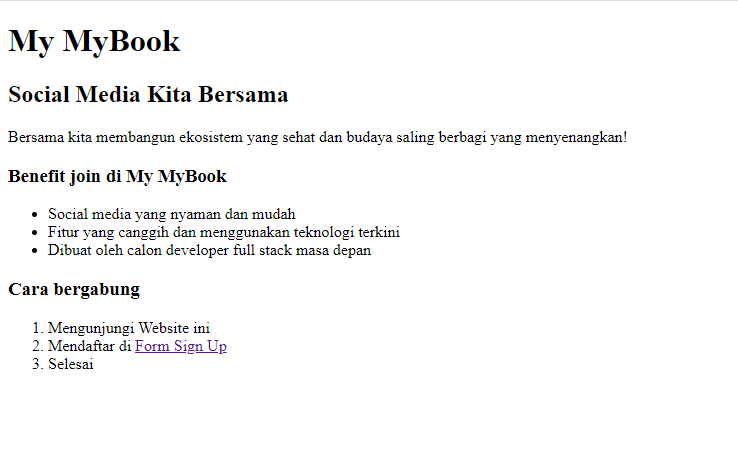 My MyBook
Social Media Kita Bersama
Bersama kita membangun ekosistem yang sehat dan budaya saling berbagi yang menyenangkan!
Benefit join di My MyBook
• Social media yang nyaman dan mudah
• Fitur yang canggih dan menggunakan teknologi terkini
• Dibuat oleh calon developer full stack masa depan
Cara bergabung
1. Mengunjungi Website ini
2. Mendaftar di Form Sign Up
3. Selesai